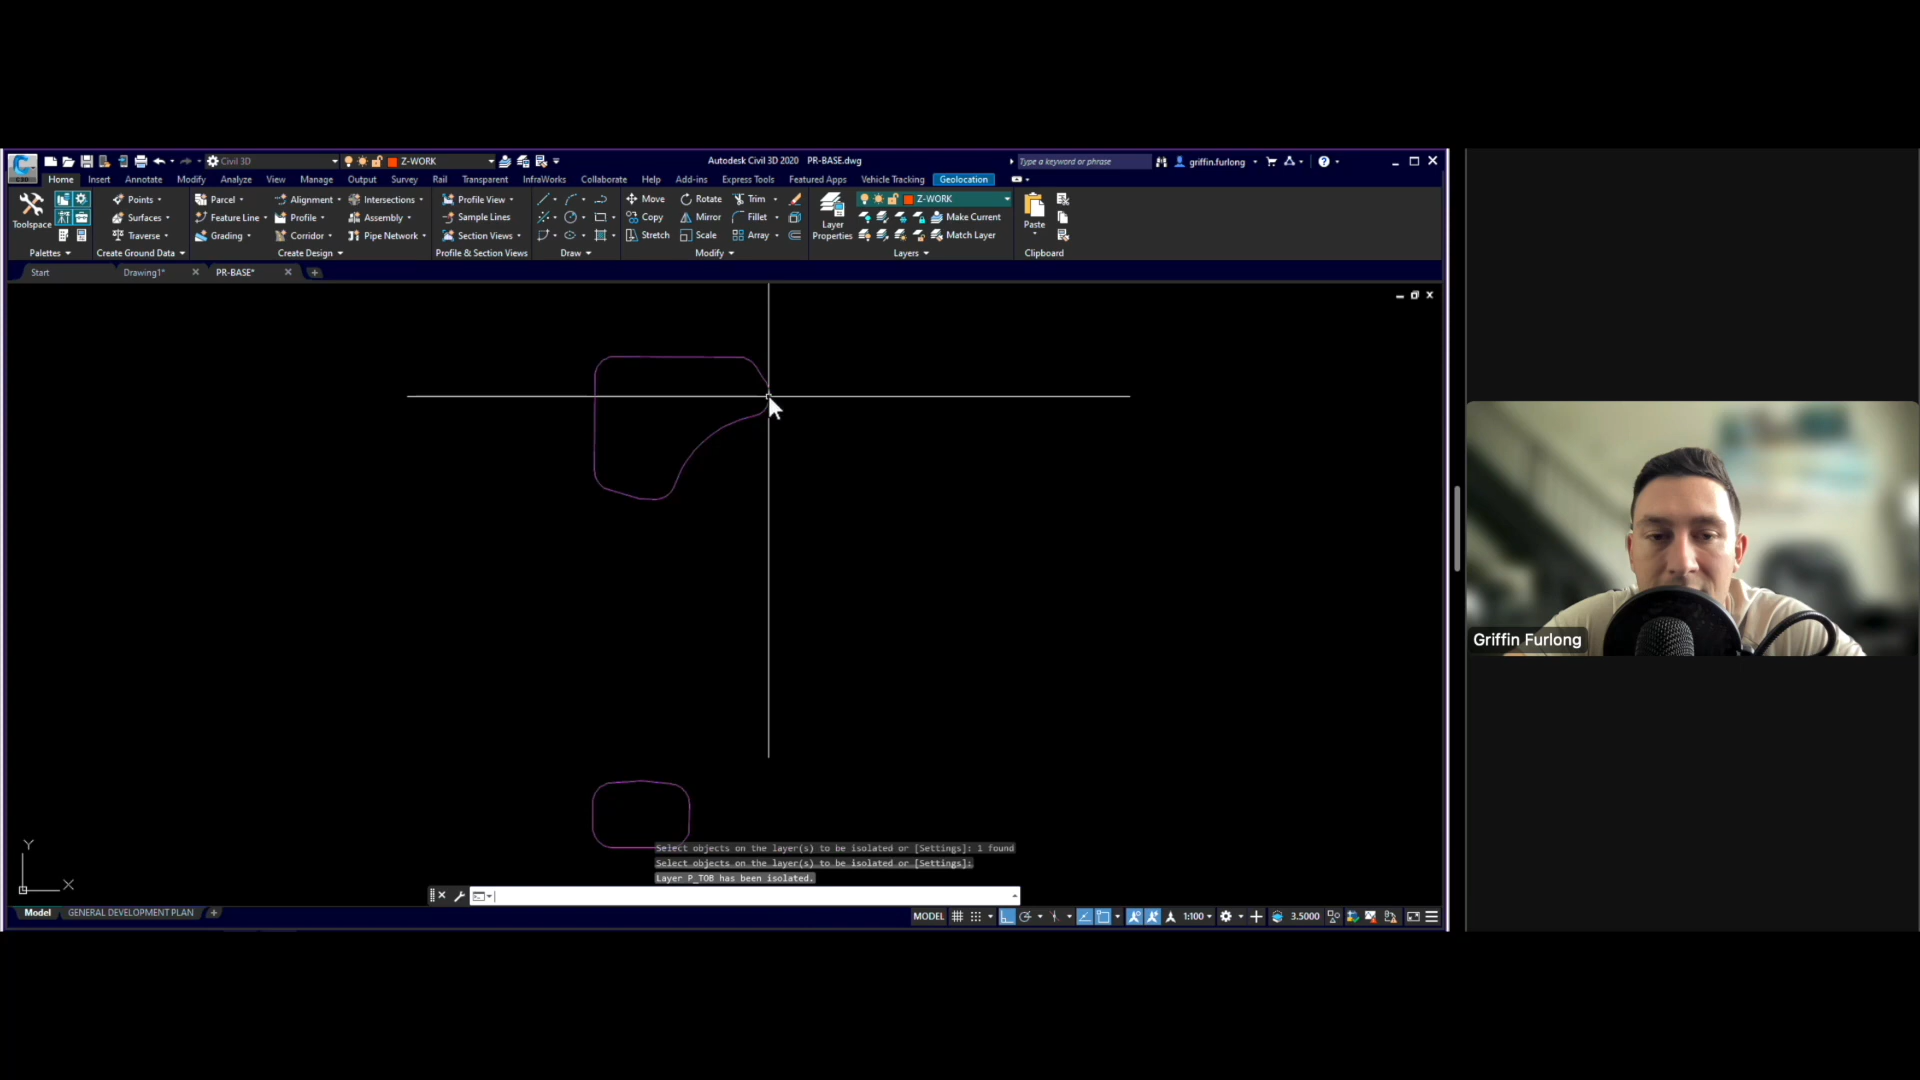 Civil 3D
Z-WORK
Autodesk Civil 3D 2020 PR-BASE.dwg
Type a keyword or phrase
griffin.furlong
Home Insert Annotate Modify Analyze View Manage Output Survey Rail Transparent InfraWorks Collaborate Help Add-ins Express Tools Featured Apps Vehicle Tracking Geolocation
C3D
Toolspace
Palettes
Points
Surfaces
Traverse
Create Ground Data
Parcel
Feature Line
Grading
Alignment
Profile
Corridor
Intersections
Assembly
Pipe Network
Create Design
Profile View
Sample Lines
Section Views
Profile & Section Views
Draw
Move
Copy
Stretch
Rotate
Mirror
Scale
Trim
Fillet
Array
Modify
Layer
Properties
Z-WORK
Make Current
Match Layer
Layers
Paste
Clipboard
Start Drawing1* PR-BASE*
Y
X
Select objects on the layer(s) to be isolated or [Settings]: 1 found
Select objects on the layer(s) to be isolated or [Settings]:
Layer P_TOB has been isolated.
Model GENERAL DEVELOPMENT PLAN
MODEL
1:100
3.5000
Griffin Furlong